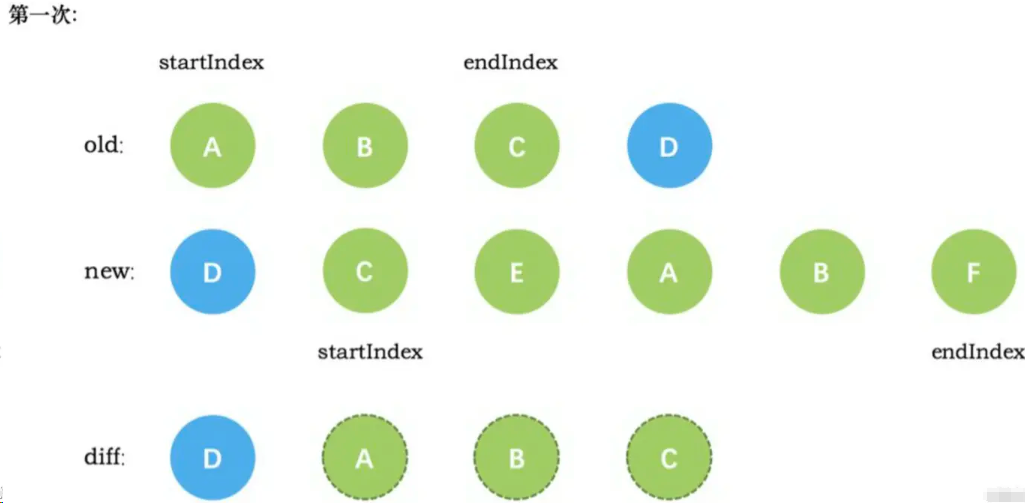 第一次:
startIndex endIndex
old: A B C D
new: D C E A B F
startIndex endIndex
diff: D A B C